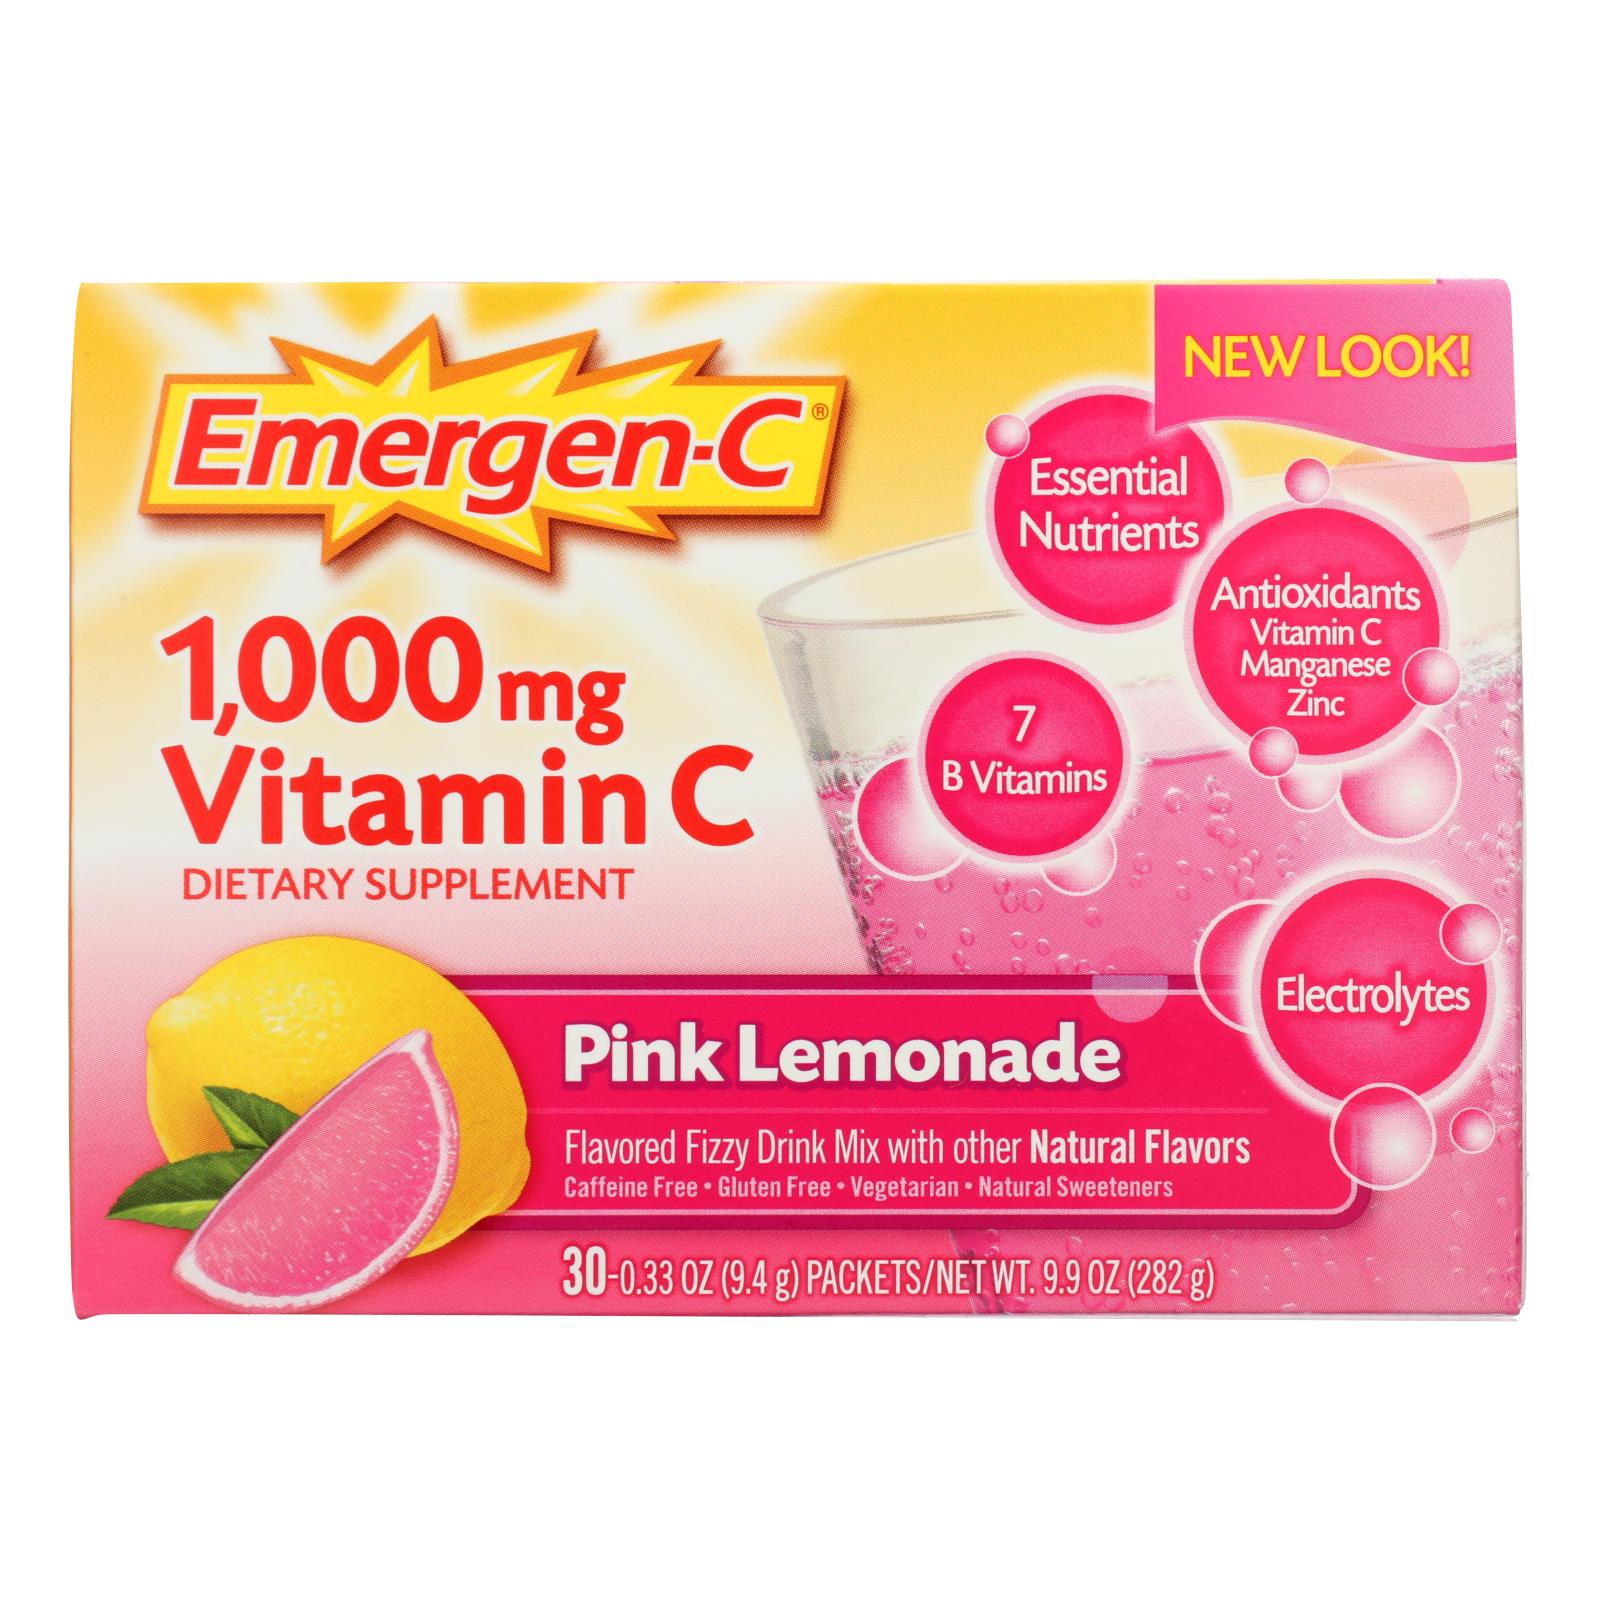 NEW LOOK!
Emergen-C®
1,000 mg
Vitamin C
DIETARY SUPPLEMENT
Essential
Nutrients
Antioxidants
Vitamin C
Manganese
Zinc
7
B Vitamins
Electrolytes
Pink Lemonade
Flavored Fizzy Drink Mix with other Natural Flavors
Caffeine Free • Gluten Free • Vegetarian • Natural Sweeteners
30-0.33 OZ (9.4 g) PACKETS/NET WT. 9.9 OZ (282 g)